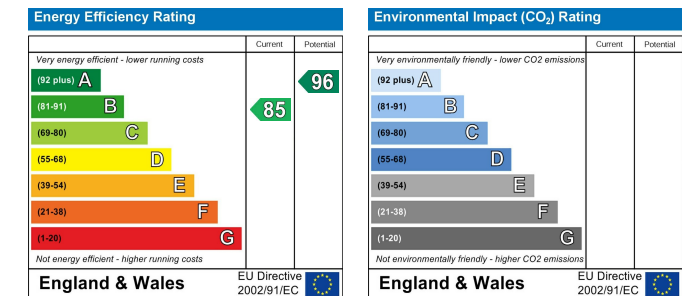 Energy Efficiency Rating
Current Potential
Very energy efficient - lower running costs
(92 plus) A
96
(81-91) B
85
(69-80) C
(55-68) D
(39-54) E
(21-38) F
(1-20) G
Not energy efficient - higher running costs
England & Wales
EU Directive
2002/91/EC
Environmental Impact (CO2) Rating
Current Potential
Very environmentally friendly - lower CO2 emissions
(92 plus) A
(81-91) B
(69-80) C
(55-68) D
(39-54) E
(21-38) F
(1-20) G
Not environmentally friendly - higher CO2 emissions
England & Wales
EU Directive
2002/91/EC